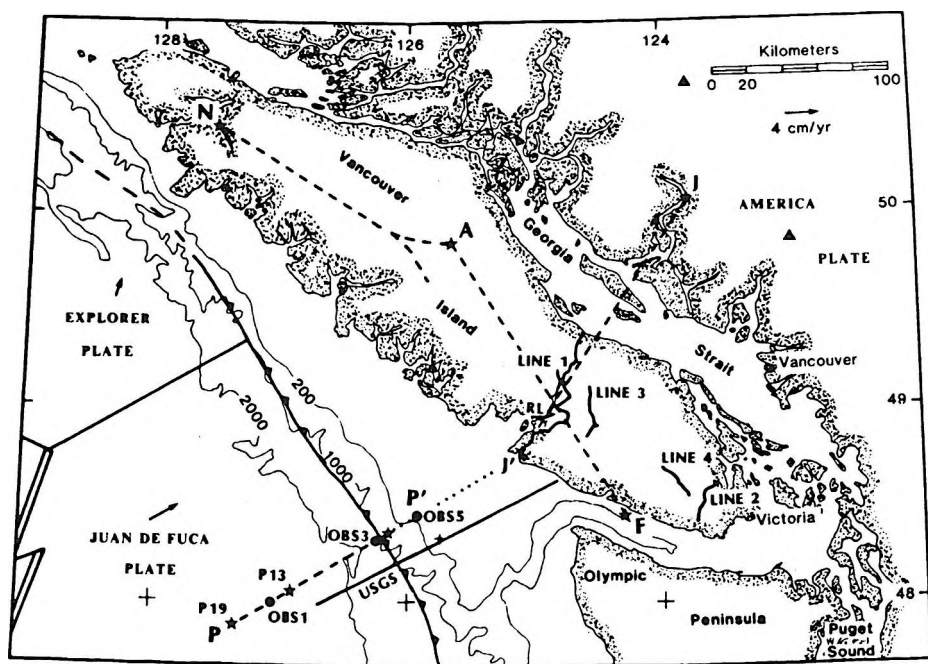 128
126
124
Kilometers
0 20 100
4 cm/yr
N
Vancouver
J
A
AMERICA
50
PLATE
Georgia
EXPLORER
PLATE
Island
Strait
Vancouver
LINE 1
200
LINE 3
49
2000
RL
1000
LINE 4
J'
LINE 2
P'
OBS5
F
Victoria
JUAN DE FUCA
OBS3
PLATE
P13
USGS
Olympic
P19
48
P
OBS1
Peninsula
Puget
Sound